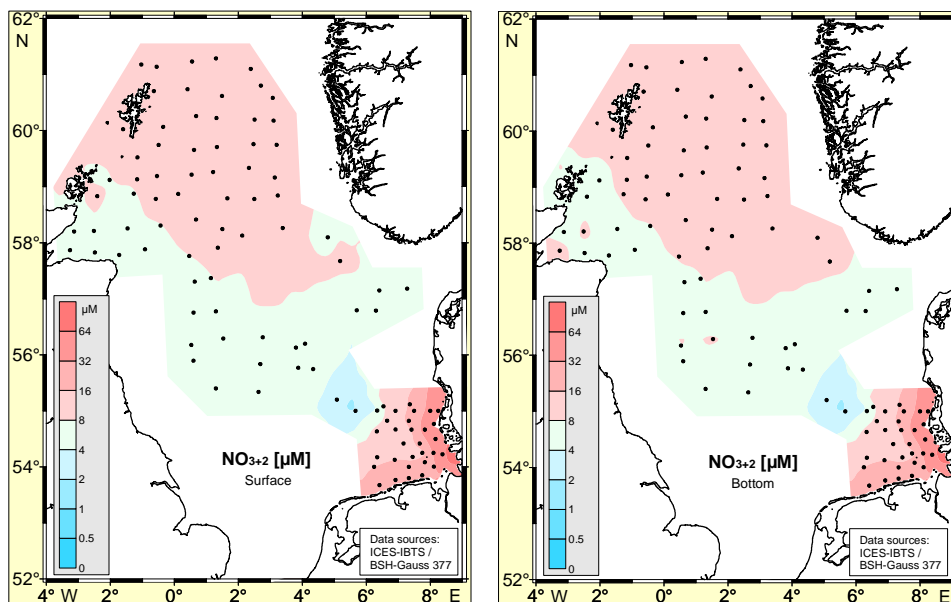 62°
N
60°
58°
56°
54°
52°
4° W
2°
0°
2°
4°
6°
8° E
µM
64
32
16
8
4
2
1
0.5
0
NO3+2 [µM]
Surface
Data sources:
ICES-IBTS /
BSH-Gauss 377
62°
N
60°
58°
56°
54°
52°
4° W
2°
0°
2°
4°
6°
8° E
µM
64
32
16
8
4
2
1
0.5
0
NO3+2 [µM]
Bottom
Data sources:
ICES-IBTS /
BSH-Gauss 377